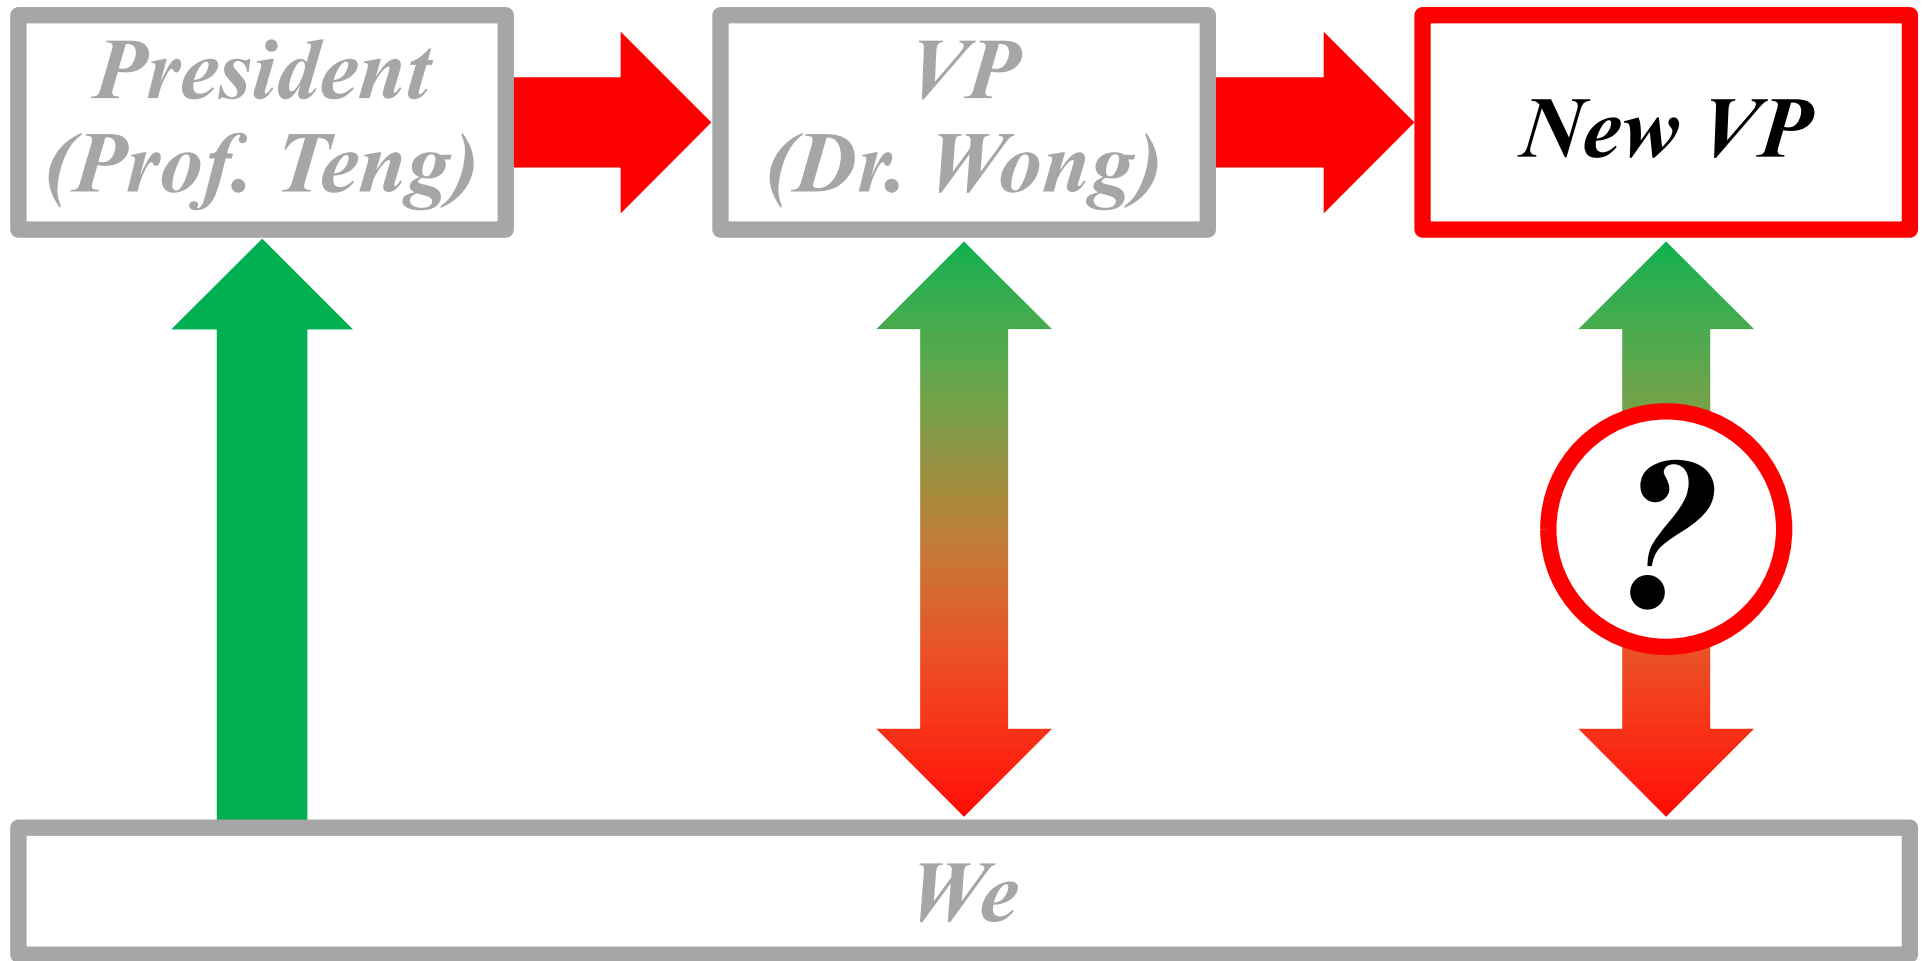 President
(Prof. Teng)
VP
(Dr. Wong)
New VP
?
We